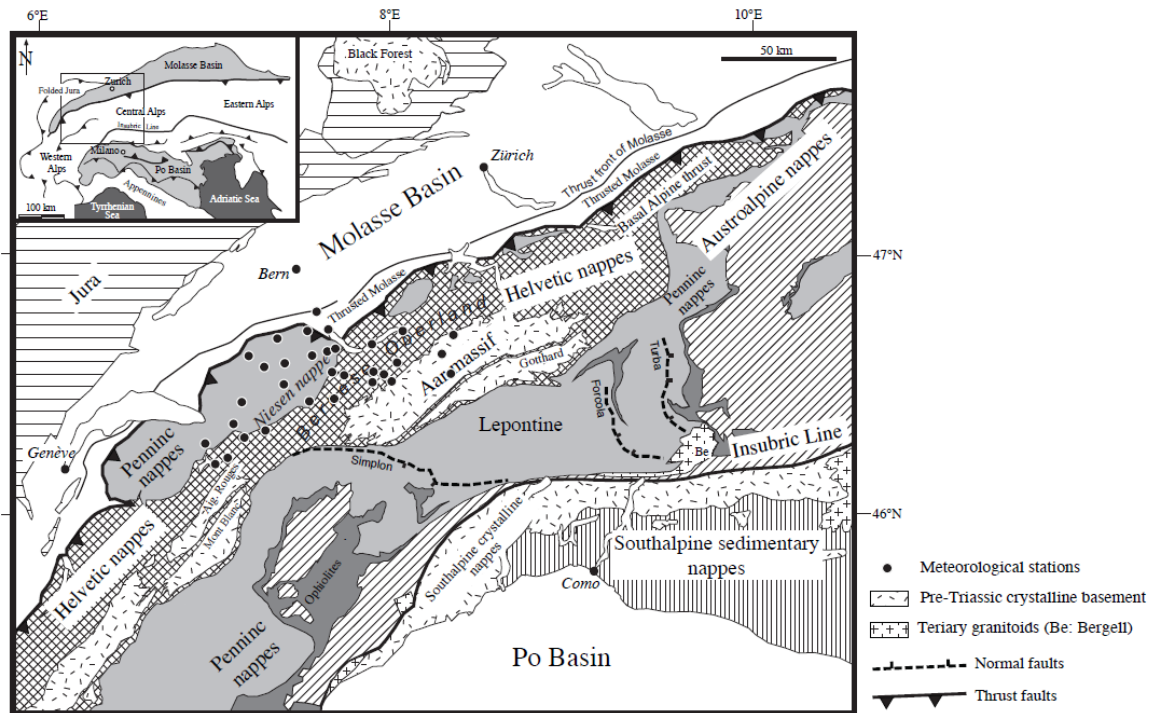 6°E
8°E
10°E
N
Molasse Basin
Zürich
Folded Jura
Central Alps
Eastern Alps
Insubric Line
Western
Alps
Milano
Po Basin
Appennines
Adriatic Sea
Tyrrhenian
Sea
100 km
Black Forest
50 km
Zürich
Thrust front of Molasse
Thrusted Molasse
Basal Alpine thrust
Austroalpine nappes
Molasse Basin
47°N
Bern
Jura
Thrusted Molasse
Helvetic nappes
Penninc
nappes
Berner Oberland
Aar massif
Gotthard
Niesen nappe
Turba
Forcola
Lepontine
Genève
Penninc
nappes
Simplon
Be
Insubric Line
Aig. Rouges
Mont Blanc
46°N
Helvetic nappes
Southalpine crystalline
nappes
Southalpine sedimentary
nappes
Ophiolites
Como
Penninc
nappes
Po Basin
Meteorological stations
Pre-Triassic crystalline basement
Teriary granitoids (Be: Bergell)
Normal faults
Thrust faults